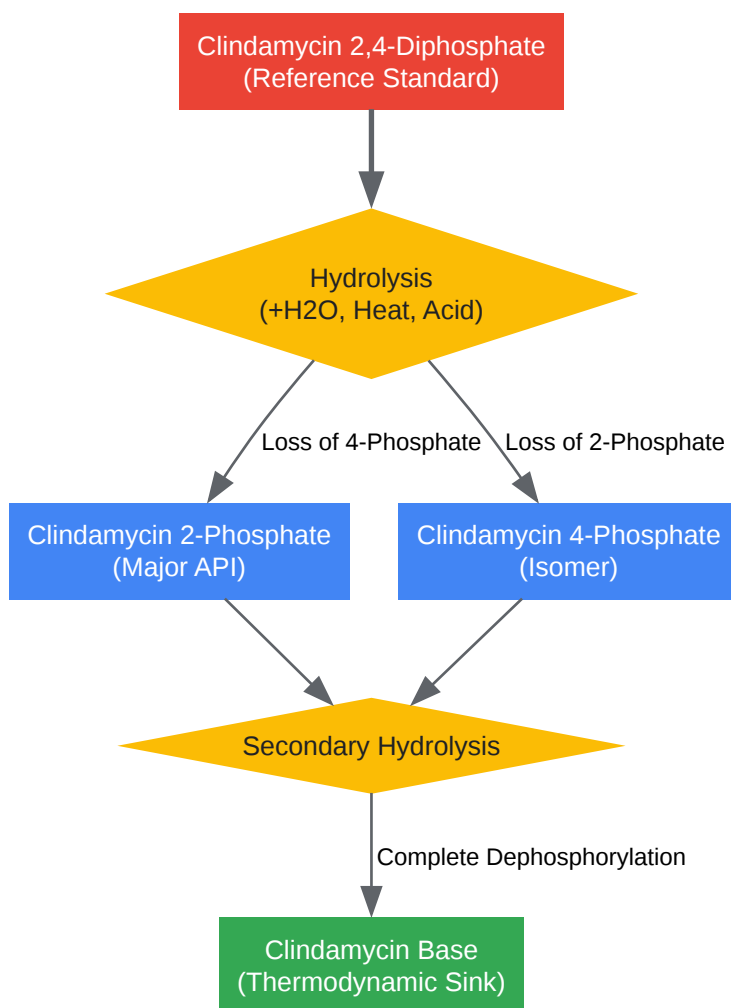 Clindamycin 2,4-Diphosphate
(Reference Standard)
Hydrolysis
(+H2O, Heat, Acid)
Loss of 4-Phosphate
Loss of 2-Phosphate
Clindamycin 2-Phosphate
(Major API)
Clindamycin 4-Phosphate
(Isomer)
Secondary Hydrolysis
Complete Dephosphorylation
Clindamycin Base
(Thermodynamic Sink)